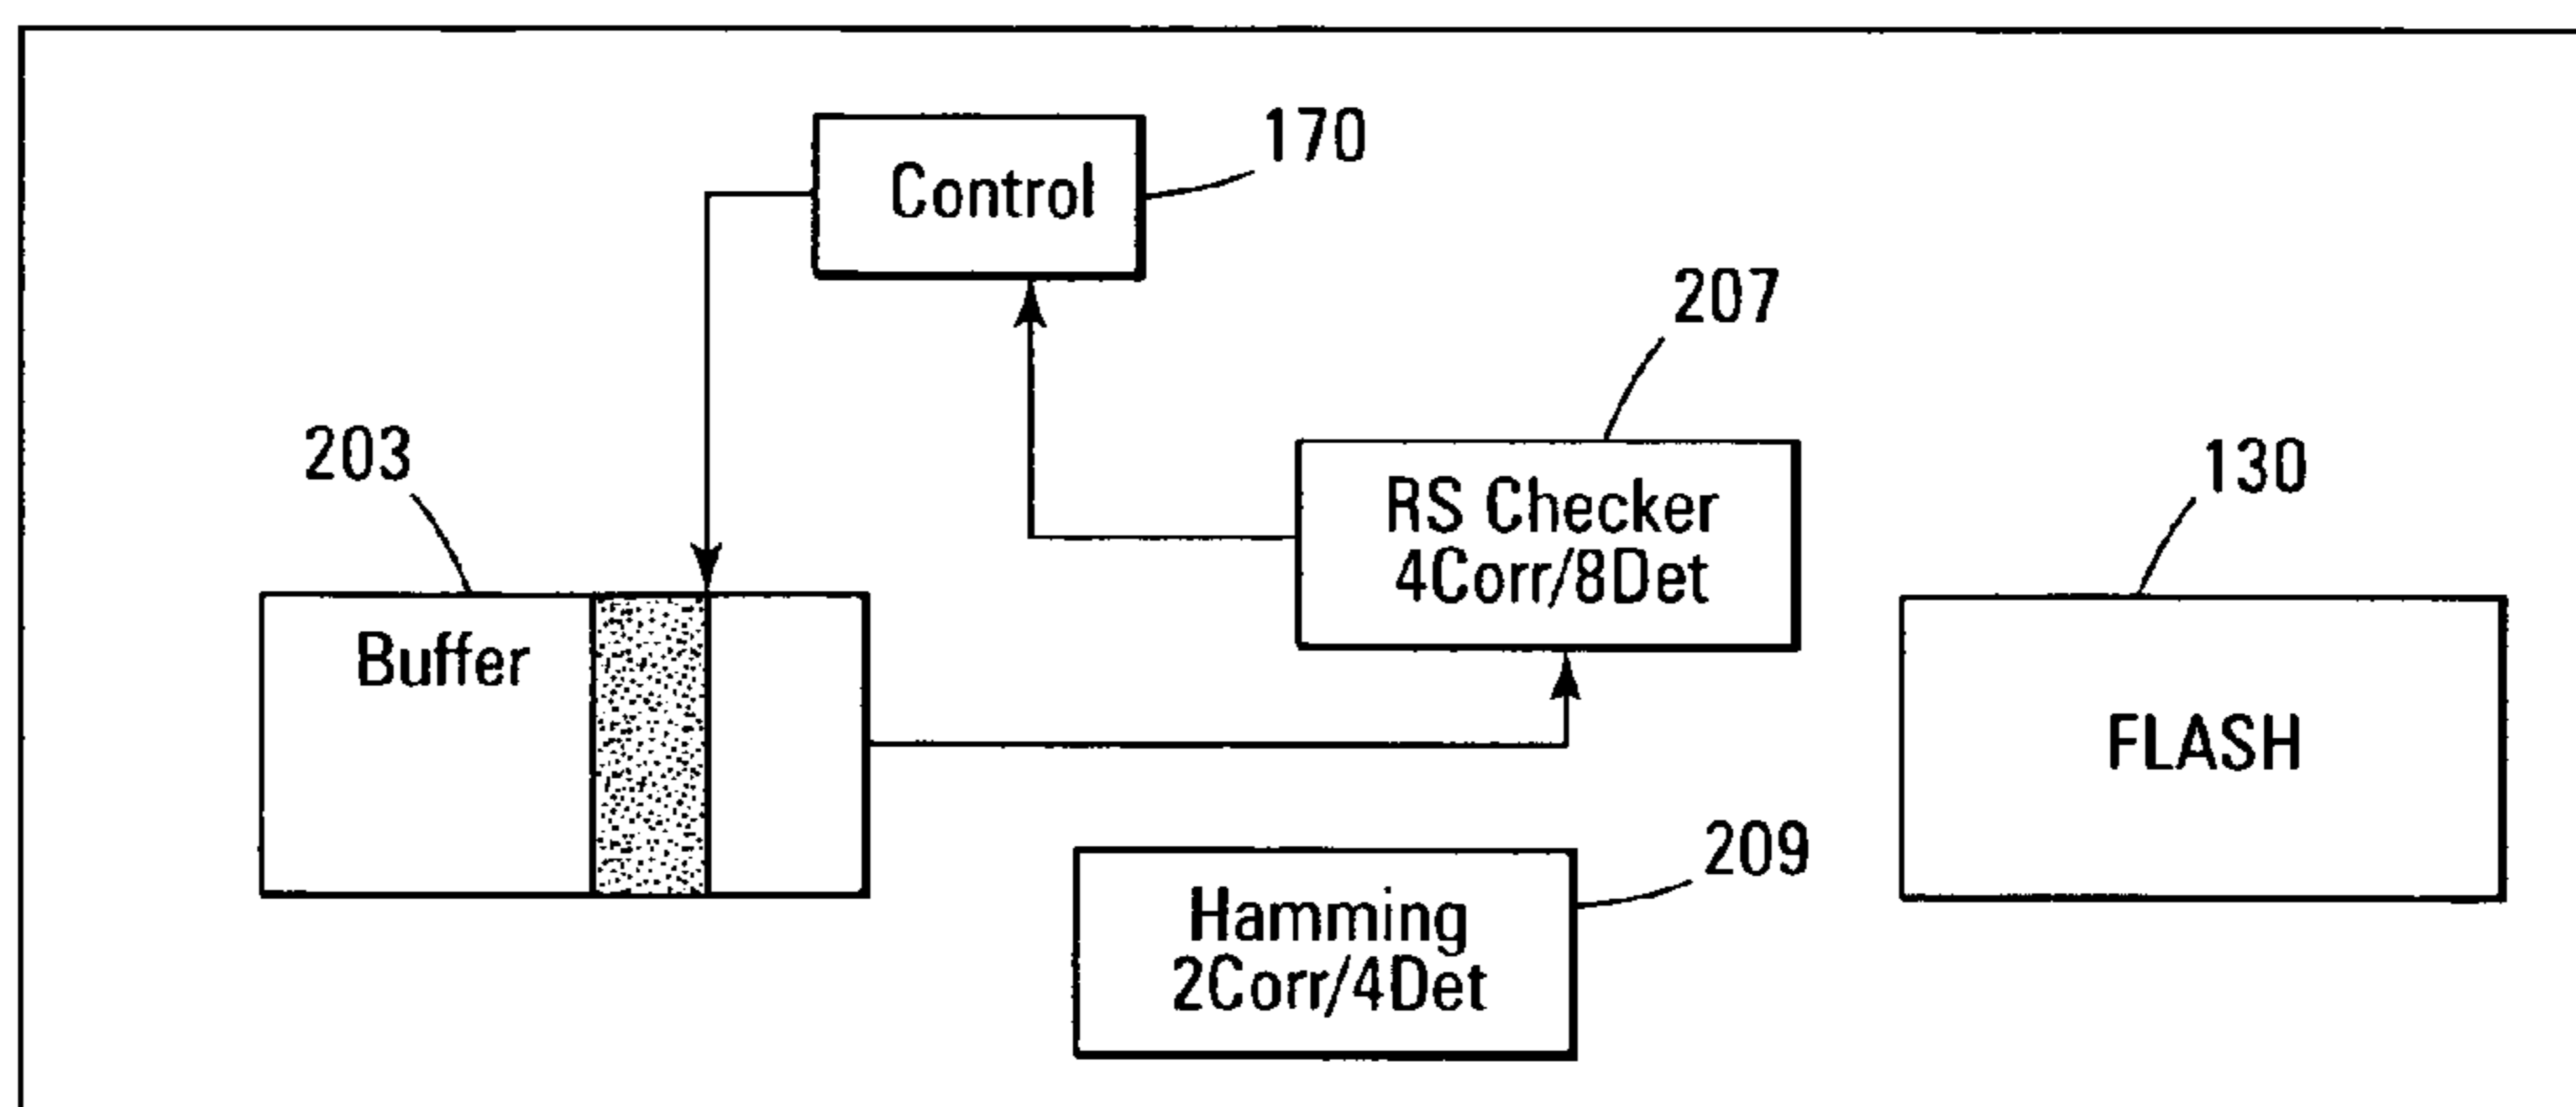 170
Control
207
203
RS Checker
4Corr/8Det
130
Buffer
FLASH
209
Hamming
2Corr/4Det